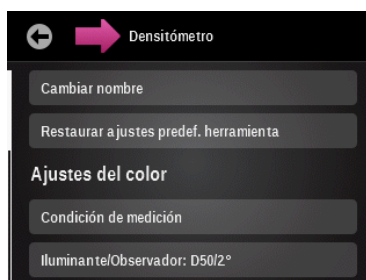 Densitómetro
Cambiar nombre
Restaurar ajustes predef. herramienta
Ajustes del color
Condición de medición
Iluminante/Observador: D50/2°